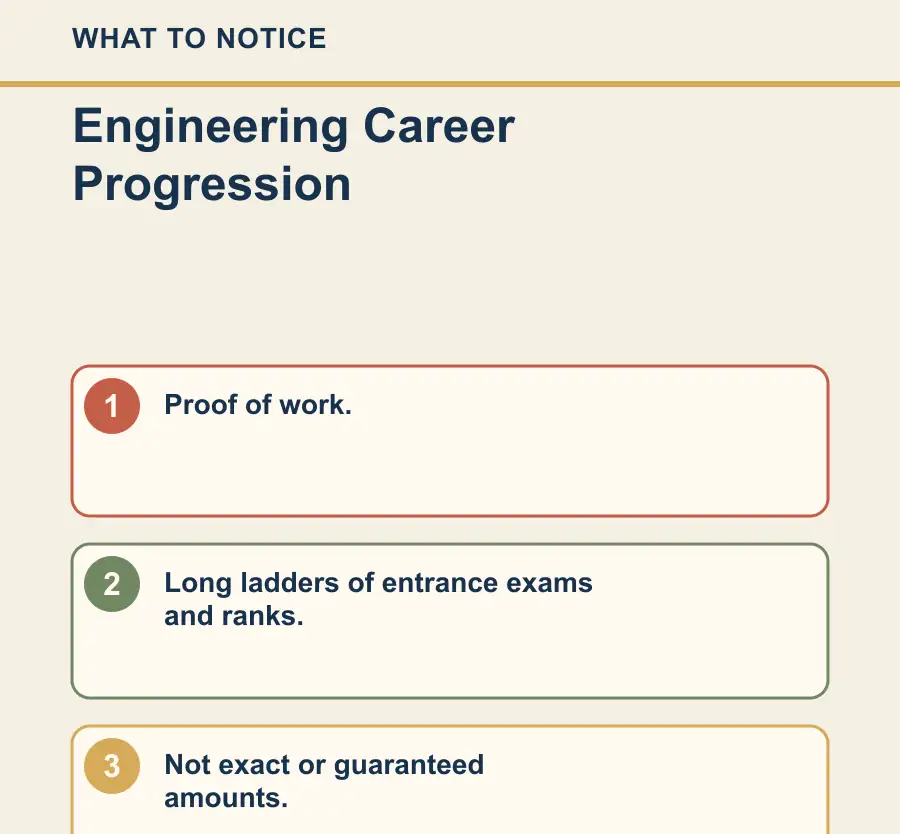 WHAT TO NOTICE
Engineering Career
Progression
1
Proof of work.
2
Long ladders of entrance exams
and ranks.
3
Not exact or guaranteed
amounts.